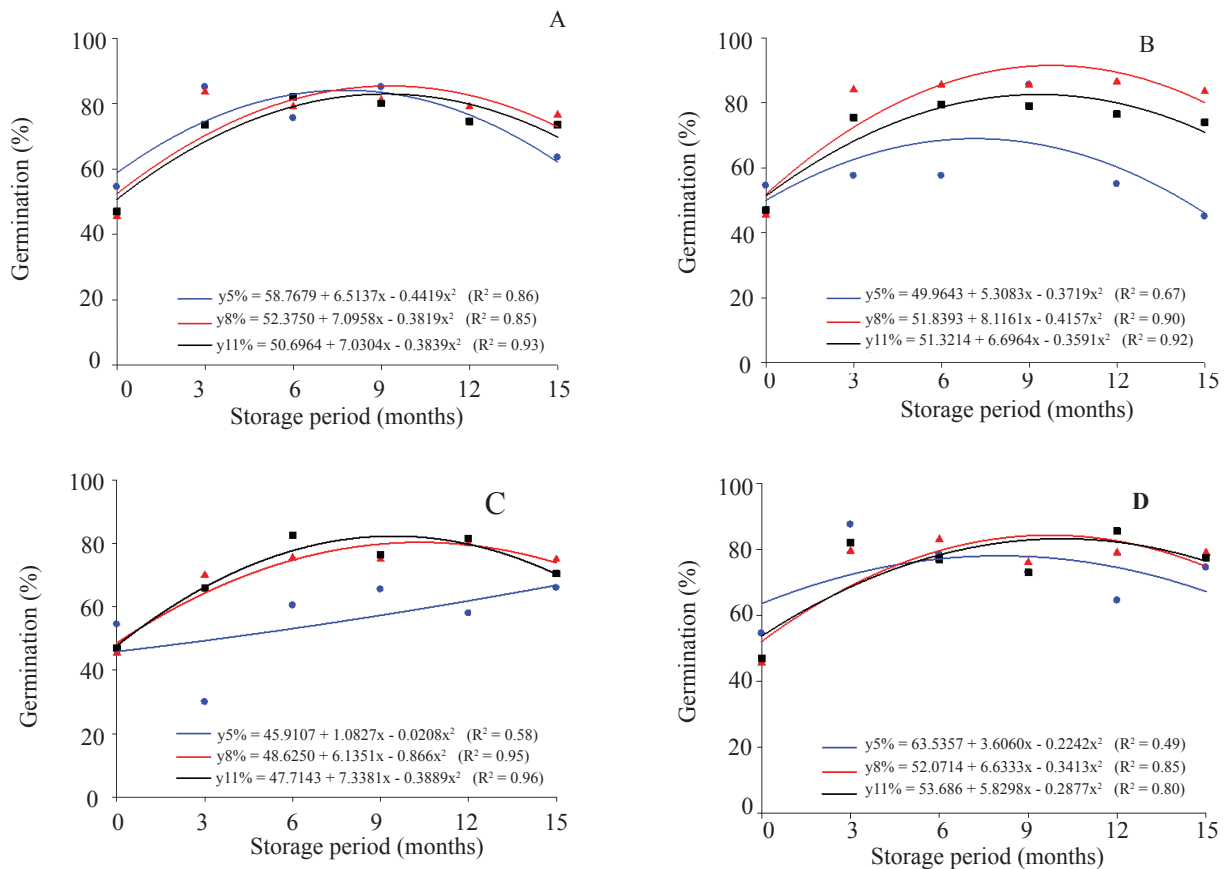 A
100
80
60
40
20
0
Germination (%)
y5% = 58.7679 + 6.5137x - 0.4419x² (R² = 0.86)
y8% = 52.3750 + 7.0958x - 0.3819x² (R² = 0.85)
y11% = 50.6964 + 7.0304x - 0.3839x² (R² = 0.93)
0 3 6 9 12 15
Storage period (months)
B
100
80
60
40
20
0
Germination (%)
y5% = 49.9643 + 5.3083x - 0.3719x² (R² = 0.67)
y8% = 51.8393 + 8.1161x - 0.4157x² (R² = 0.90)
y11% = 51.3214 + 6.6964x - 0.3591x² (R² = 0.92)
0 3 6 9 12 15
Storage period (months)
C
100
80
60
40
20
0
Germination (%)
y5% = 45.9107 + 1.0827x - 0.0208x² (R² = 0.58)
y8% = 48.6250 + 6.1351x - 0.866x² (R² = 0.95)
y11% = 47.7143 + 7.3381x - 0.3889x² (R² = 0.96)
0 3 6 9 12 15
Storage period (months)
D
100
80
60
40
20
0
Germination (%)
y5% = 63.5357 + 3.6060x - 0.2242x² (R² = 0.49)
y8% = 52.0714 + 6.6333x - 0.3413x² (R² = 0.85)
y11% = 53.686 + 5.8298x - 0.2877x² (R² = 0.80)
0 3 6 9 12 15
Storage period (months)